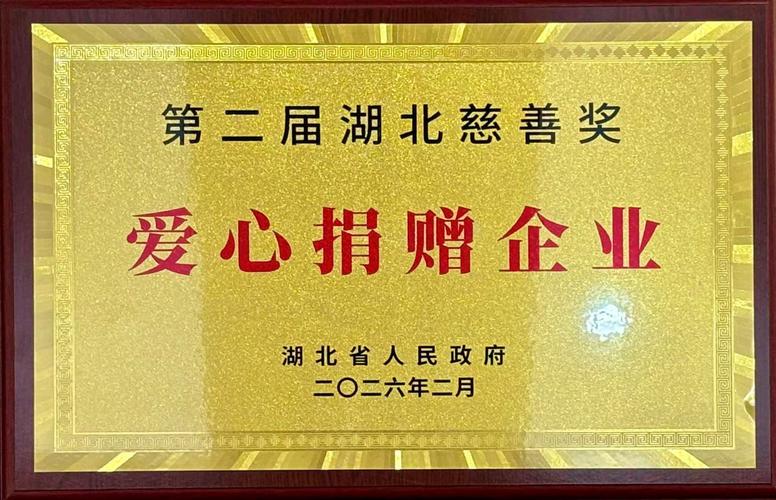 第二届湖北慈善奖
爱心捐赠企业
湖北省人民政府
二〇二六年二月